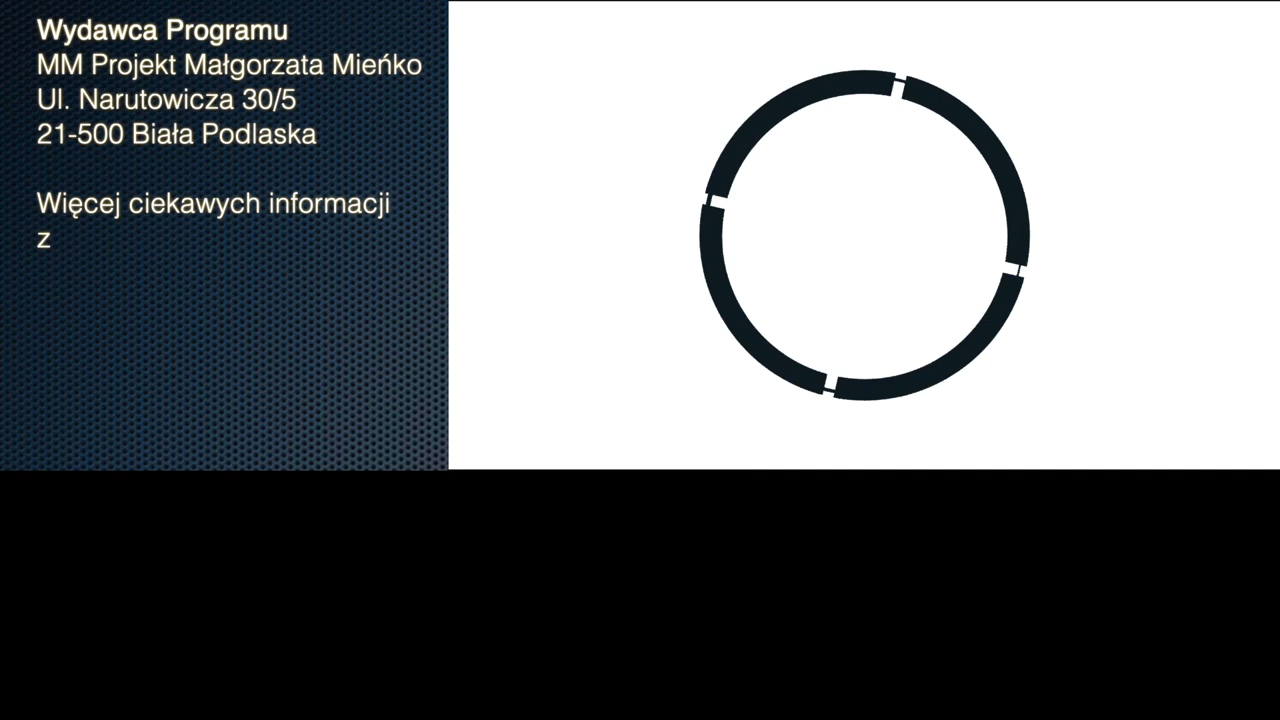 Wydawca Programu
MM Projekt Małgorzata Mieńko
Ul. Narutowicza 30/5
21-500 Biała Podlaska
Więcej ciekawych informacji
z